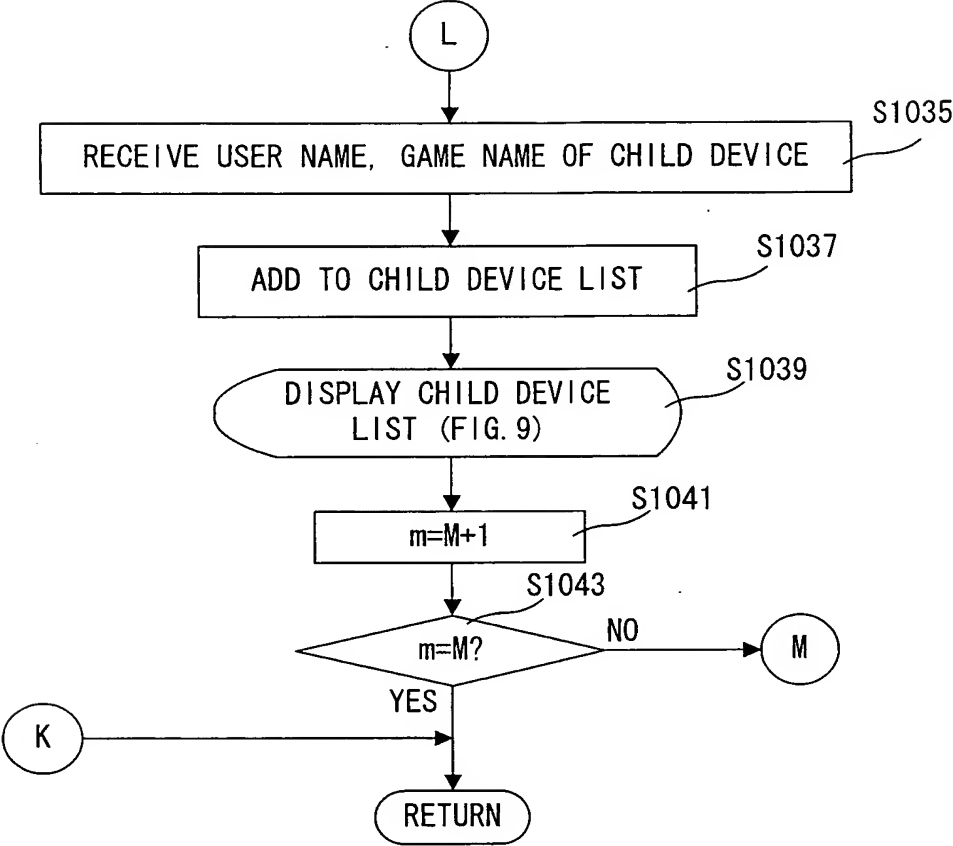 L
S1035
RECEIVE USER NAME, GAME NAME OF CHILD DEVICE
S1037
ADD TO CHILD DEVICE LIST
S1039
DISPLAY CHILD DEVICE
LIST (FIG. 9)
S1041
m=M+1
S1043
m=M?
NO
M
YES
K
RETURN